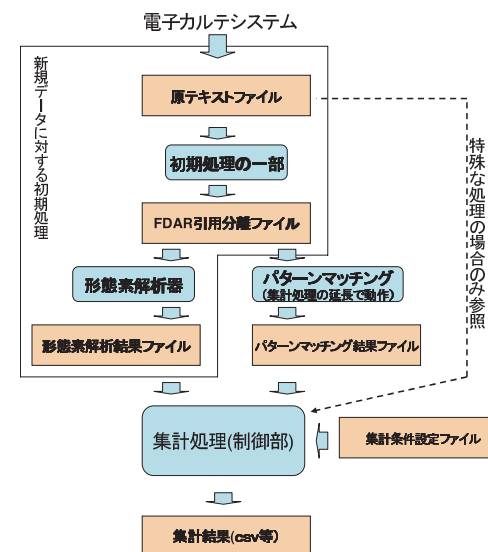 電子カルテシステム
新規データに対する初期処理
原テキストファイル
初期処理の一部
FDAR引用分離ファイル
形態素解析器
パターンマッチング
(集計処理の延長で動作)
形態素解析結果ファイル
パターンマッチング結果ファイル
特殊な処理の場合のみ参照
集計処理(制御部)
集計条件設定ファイル
集計結果(csv等)